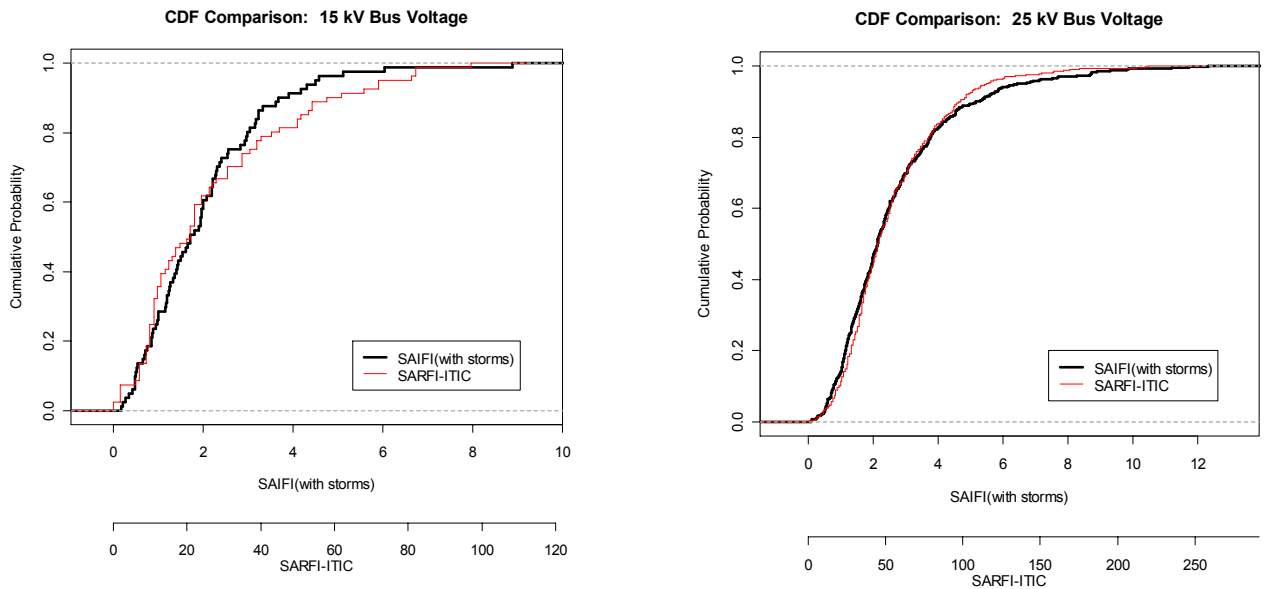 CDF Comparison: 15 kV Bus Voltage
Cumulative Probability
1.0
0.8
0.6
0.4
0.2
0.0
SAIFI(with storms)
SARFI-ITIC
0 2 4 6 8 10
SAIFI(with storms)
0 20 40 60 80 100 120
SARFI-ITIC
CDF Comparison: 25 kV Bus Voltage
Cumulative Probability
1.0
0.8
0.6
0.4
0.2
0.0
SAIFI(with storms)
SARFI-ITIC
0 2 4 6 8 10 12
SAIFI(with storms)
0 50 100 150 200 250
SARFI-ITIC